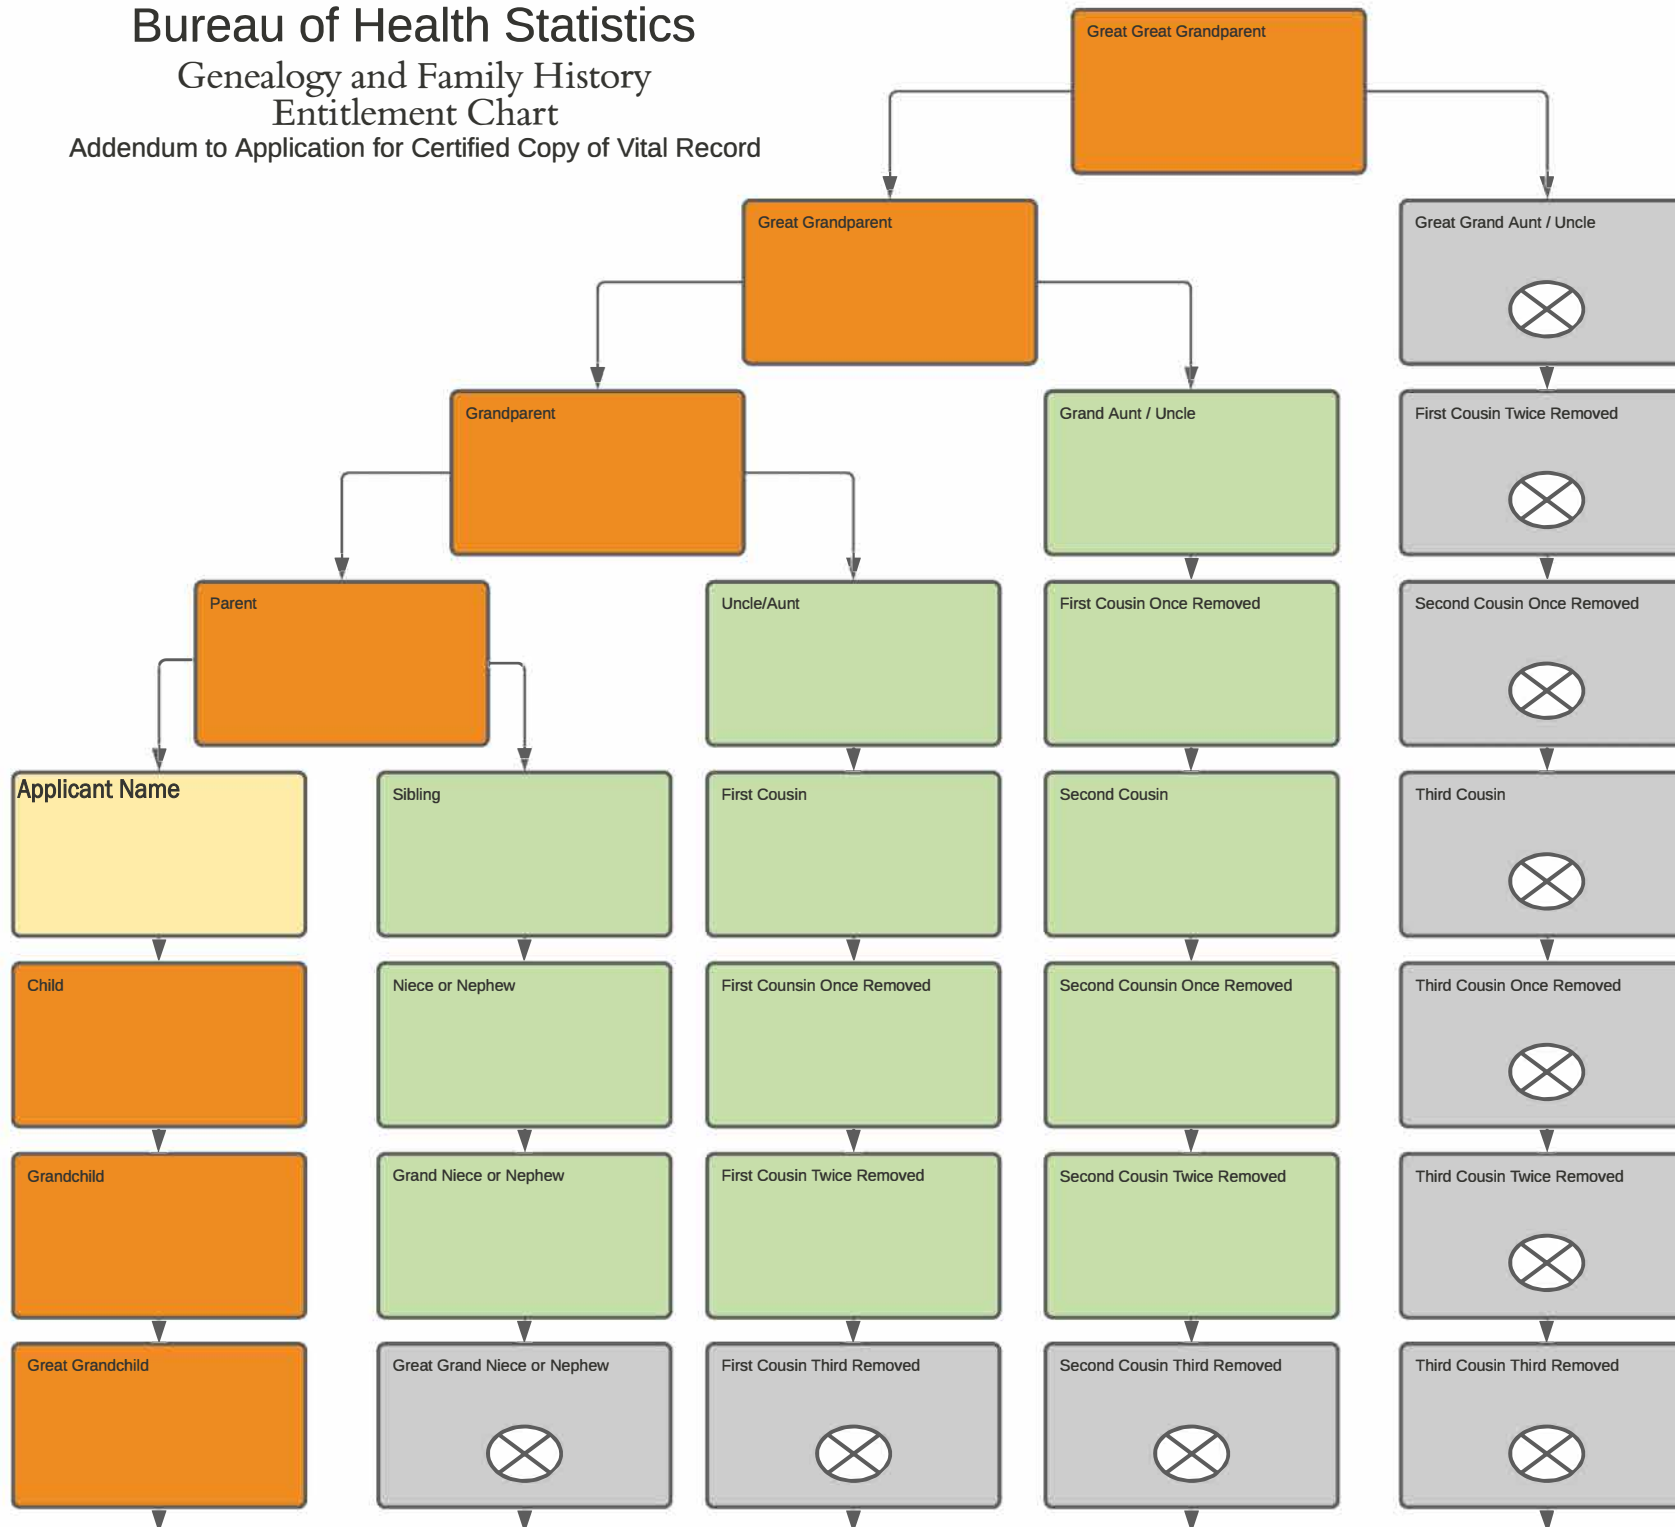 Bureau of Health Statistics
Genealogy and Family History
Entitlement Chart
Addendum to Application for Certified Copy of Vital Record
Great Great Grandparent
Great Grandparent
Great Grand Aunt / Uncle
Grandparent
Grand Aunt / Uncle
First Cousin Twice Removed
Parent
Uncle/Aunt
First Cousin Once Removed
Second Cousin Once Removed
Applicant Name
Sibling
First Cousin
Second Cousin
Third Cousin
Child
Niece or Nephew
First Counsin Once Removed
Second Counsin Once Removed
Third Cousin Once Removed
Grandchild
Grand Niece or Nephew
First Cousin Twice Removed
Second Cousin Twice Removed
Third Cousin Twice Removed
Great Grandchild
Great Grand Niece or Nephew
First Cousin Third Removed
Second Cousin Third Removed
Third Cousin Third Removed